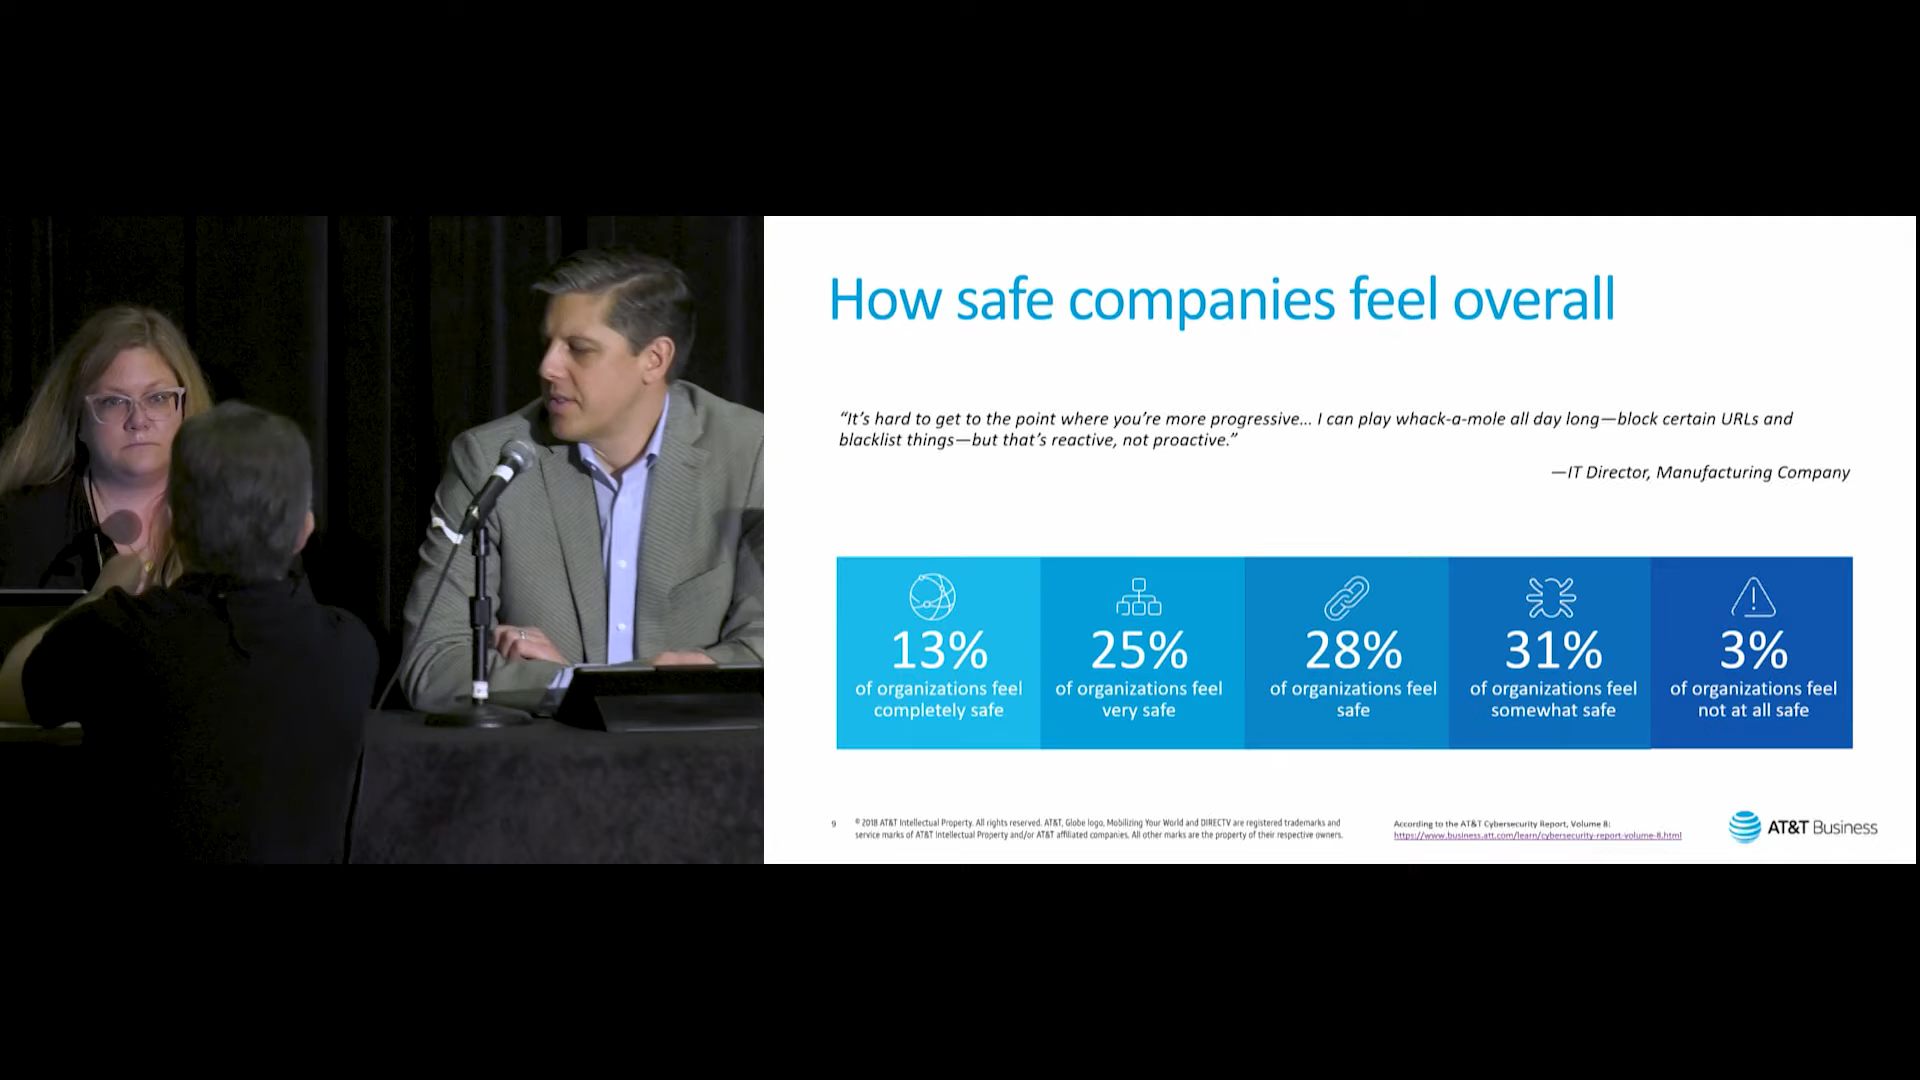 How safe companies feel overall
“It’s hard to get to the point where you’re more progressive… I can play whack-a-mole all day long—block certain URLs and
blacklist things—but that’s reactive, not proactive.”
—IT Director, Manufacturing Company
13%
of organizations feel
completely safe
25%
of organizations feel
very safe
28%
of organizations feel
safe
31%
of organizations feel
somewhat safe
3%
of organizations feel
not at all safe
9
© 2018 AT&T Intellectual Property. All rights reserved. AT&T, Globe logo, Mobilizing Your World and DIRECTV are registered trademarks and
service marks of AT&T Intellectual Property and/or AT&T affiliated companies. All other marks are the property of their respective owners.
According to the AT&T Cybersecurity Report, Volume 8:
https://www.business.att.com/learn/cybersecurity-report-volume-8.html
AT&T Business